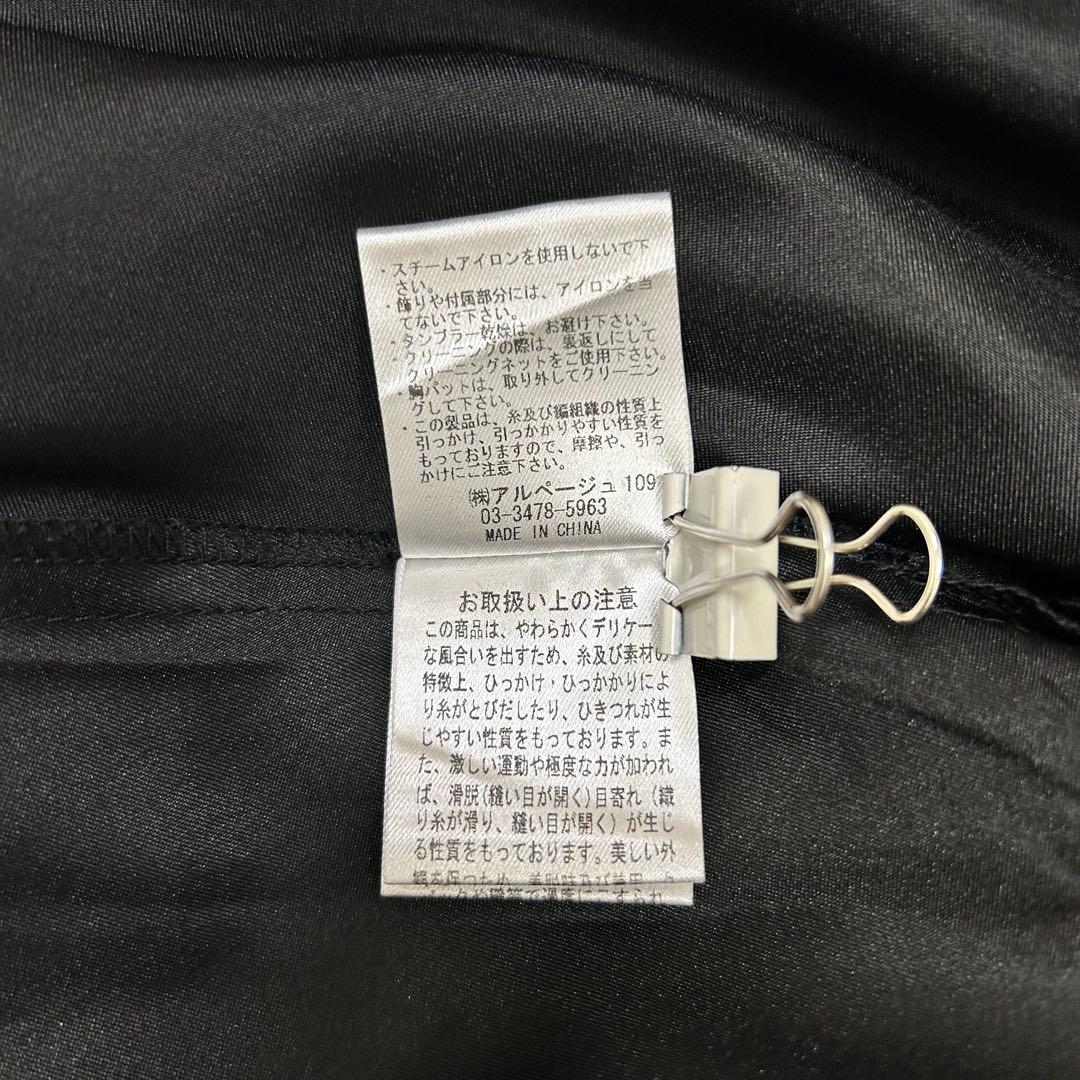 ・スチームアイロンを使用しないで下
さい。
・飾りや付属部分には、アイロンを当
てないで下さい。
・タンブラー乾燥は、お避け下さい。
・クリーニングの際は、裏返しにして
クリーニングネットをご使用下さい。
・胸パットは、取り外してクリーニン
グして下さい。
・この製品は、糸及び編組織の性質上
引っかけ、引っかかりやすい性質を
もっておりますので、摩擦や、引っ
かけにご注意下さい。
㈱アルページュ 109
03-3478-5963
MADE IN CHINA
お取扱い上の注意
この商品は、やわらかくデリケー
な風合いを出すため、糸及び素材の
特徴上、ひっかけ・ひっかかりによ
り糸がとびだしたり、ひきつれが生
じやすい性質をもっております。ま
た、激しい運動や極度な力が加われ
ば、滑脱(縫い目が開く)目寄れ（織
り糸が滑り、縫い目が開く）が生じ
る性質をもっております。美しい外
観を保つため、着脱時及び着用